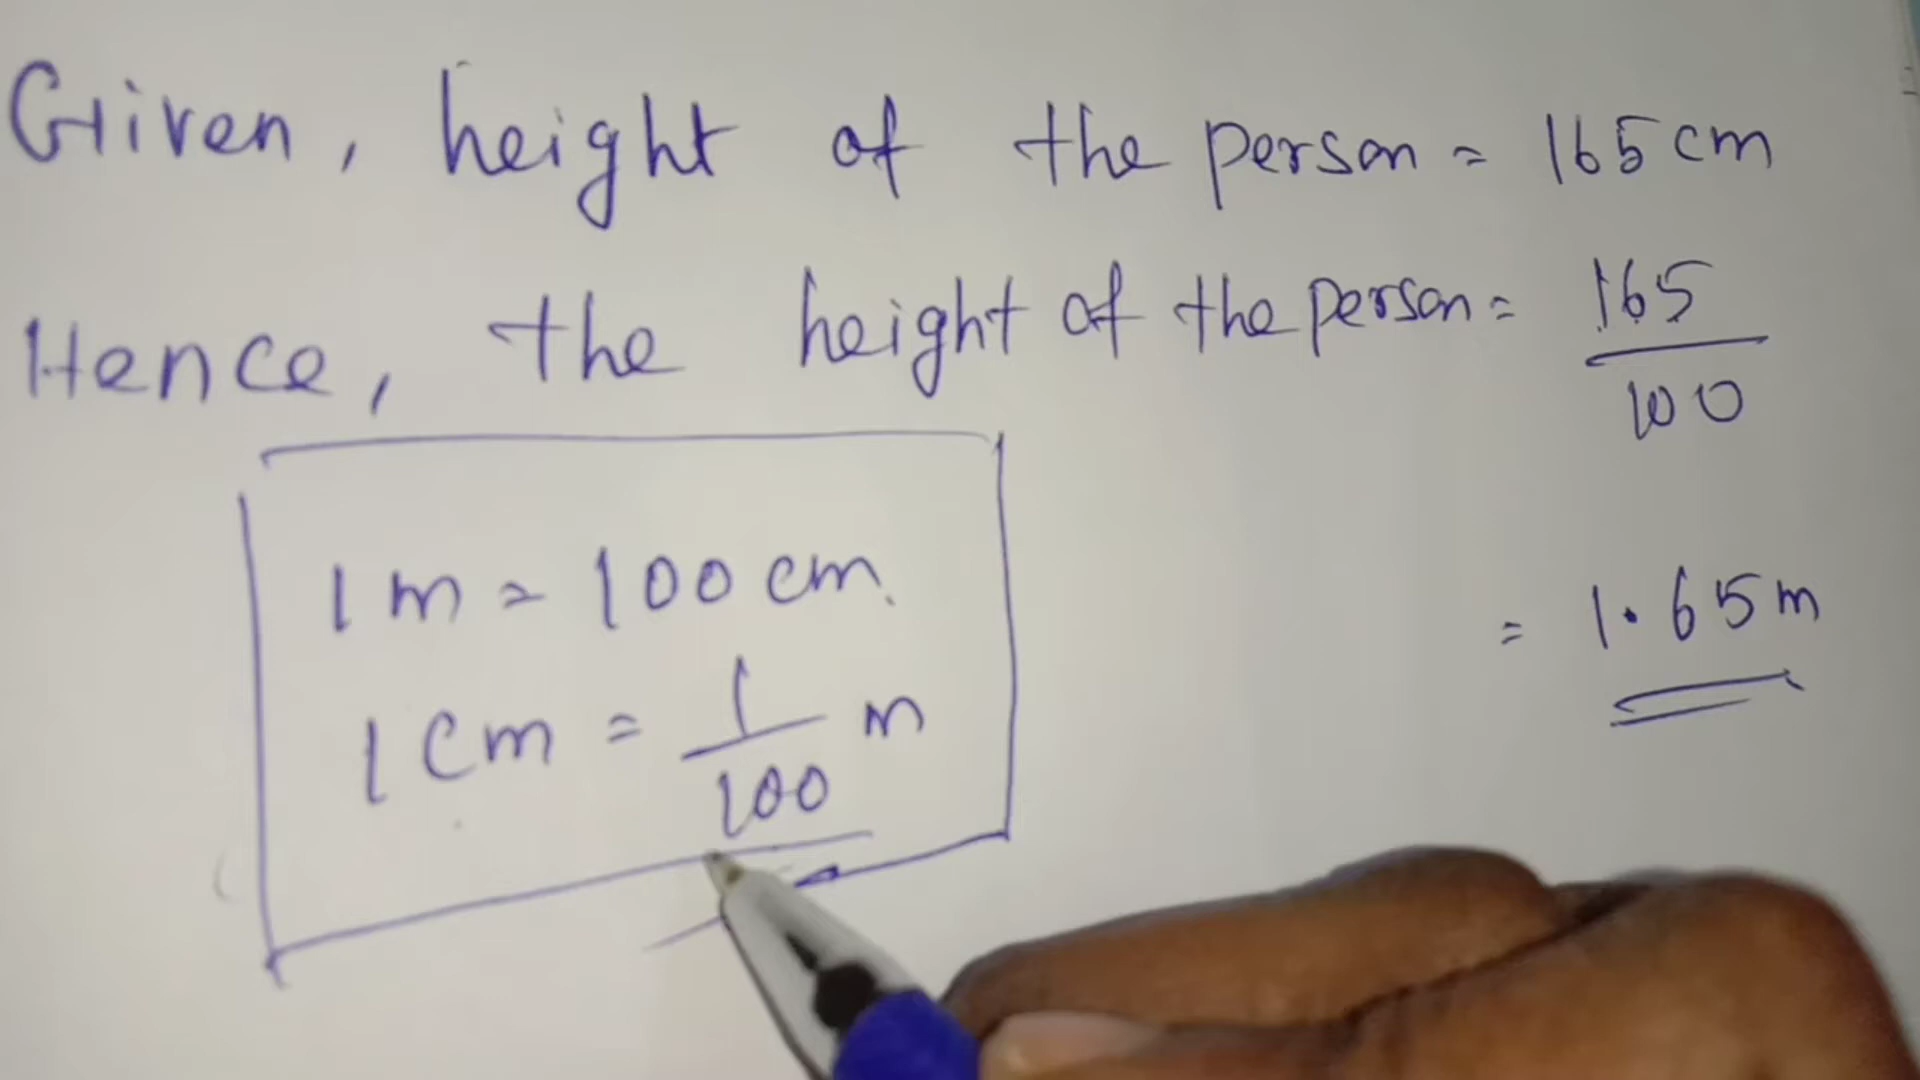 Given, height of the person = 165 cm
Hence, the height of the person = 165/100
= 1.65 m
1 m = 100 cm.
1 cm = 1/100 m